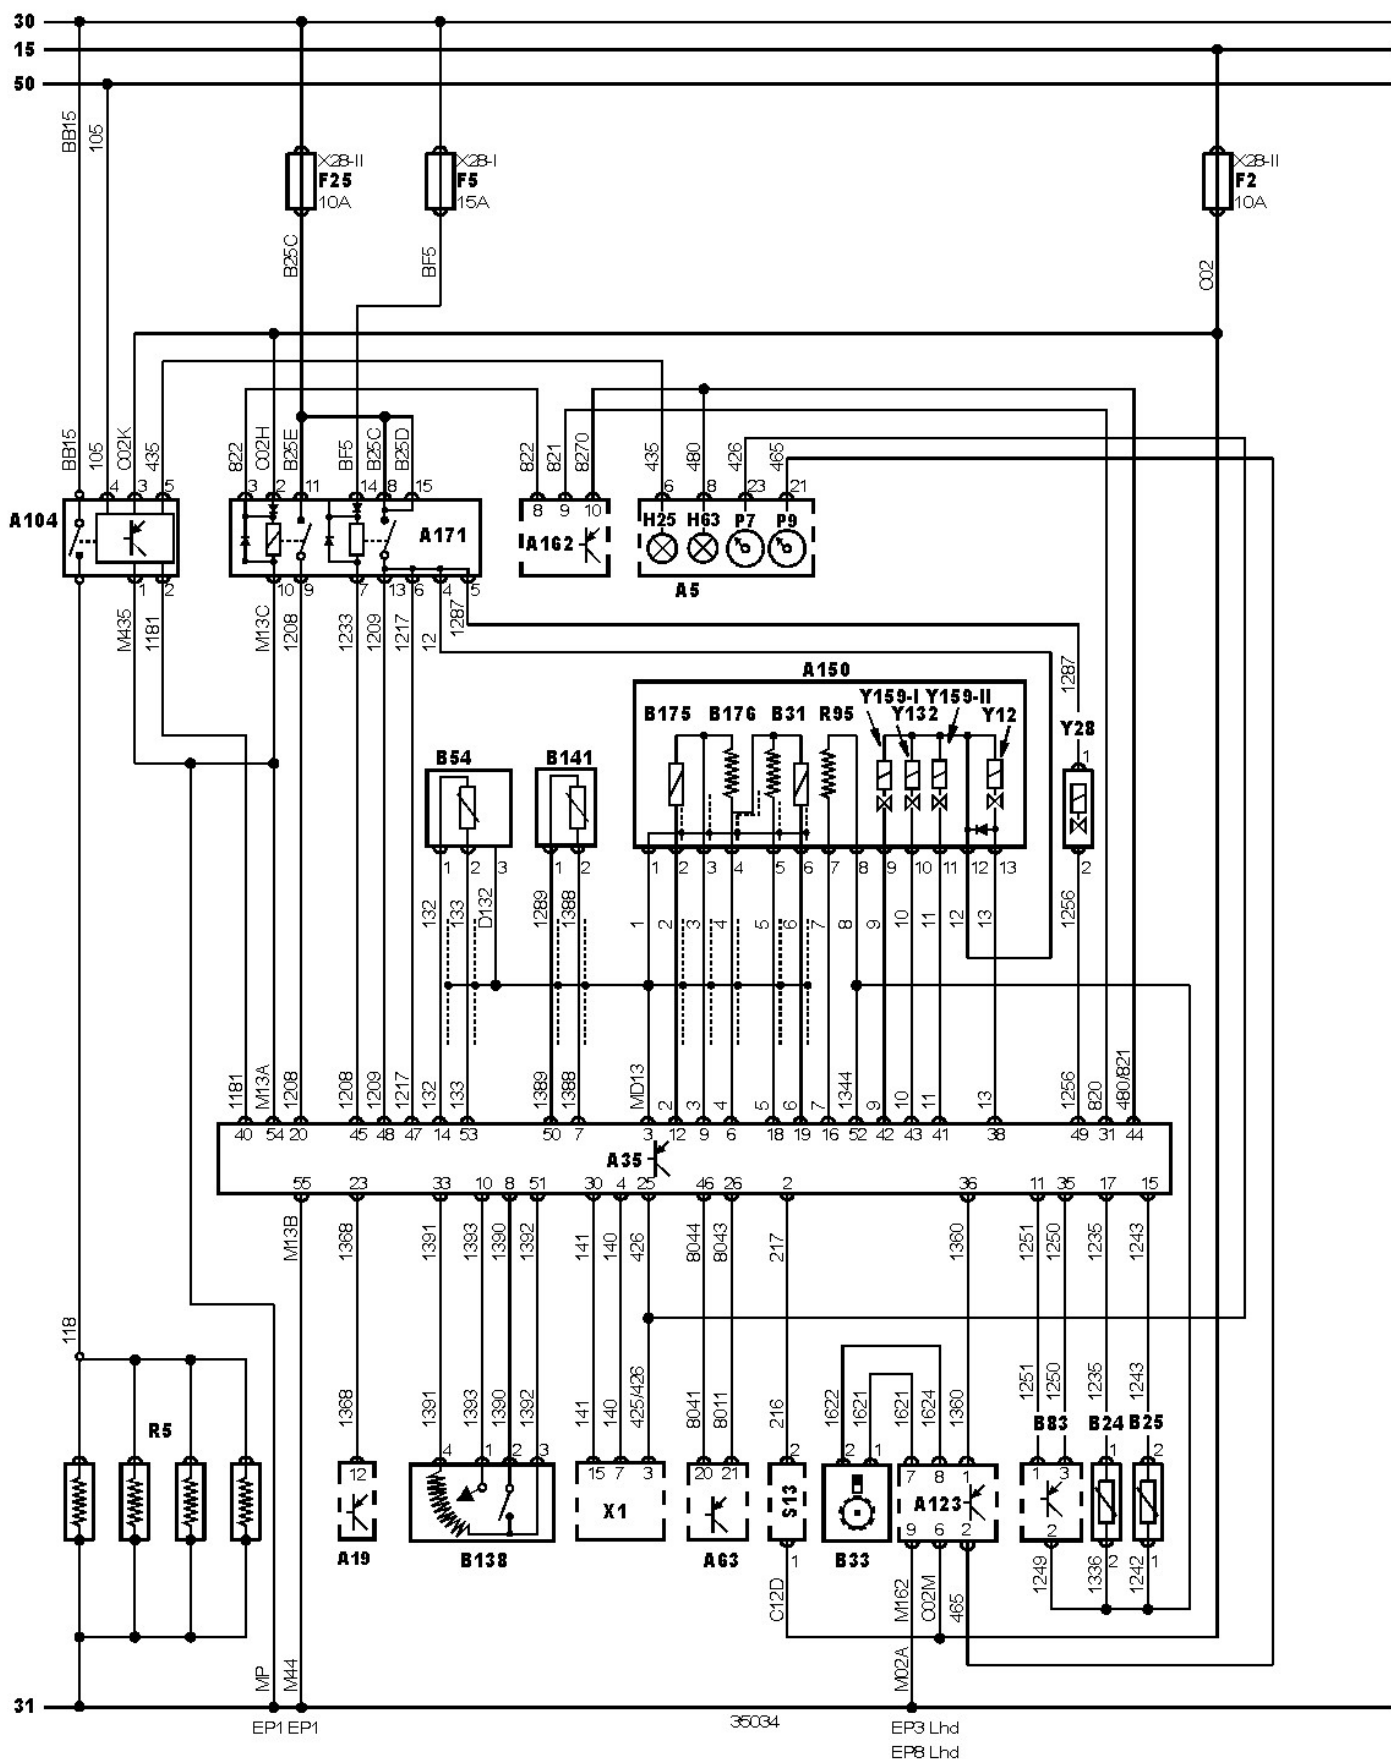 30
15
50
BB15
105
X28-II
F25
10A
X28-I
F5
15A
X28-II
F2
10A
B25C
BF5
O02
BB15
105
O02K
435
822
O02H
B25E
BF5
B25C
B25D
822
821
8270
435
480
426
465
4 3 5
3 2 11 14 8 15
8 9 10
6 8 23 21
A104
A171
A162
H25 H63 P7 P9
A5
1 2
10 9 7 13 6 4 5
M435
1181
M13C
1208
1233
1209
1217
12
1287
A150
1287
Y159-I Y159-II
B175 B176 B31 R95 Y132 Y12
Y28
1
B54
B141
1 2 3
1 2
1 2 3 4 5 6 7 8 9 10 11 12 13
2
132
133
D132
1289
1388
1
2
3
4
5
6
7
8
9
10
11
12
13
1256
1181
M13A
1208
1208
1209
1217
132
133
1389
1388
MD13
2
3
4
5
6
7
1344
9
10
11
13
1256
820
480/821
40 54 20 45 48 47 14 53 50 7 3 12 9 6 18 19 16 52 42 43 41 38 49 31 44
A35
55 23 33 10 8 51 30 4 25 46 26 2 36 11 35 17 15
M13B
1368
1391
1393
1390
1392
141
140
426
8044
8043
217
1360
1251
1250
1235
1243
118
1368
1391
1393
1390
1392
141
140
425/426
8041
8011
216
1622
1621
1621
1624
1360
1251
1250
1235
1243
R5
B83 B24 B25
12
4 1 2 3
15 7 3
20 21
2
2 1
7 8 1
1 3
1
2
X1
S13
A123
A19
B138
A63
1
B33
9 6 2
2
2
1
C12D
M162
O02M
465
1249
1336
1242
MP
M44
M02A
31
EP1 EP1
35034
EP3 Lhd
EP8 Lhd